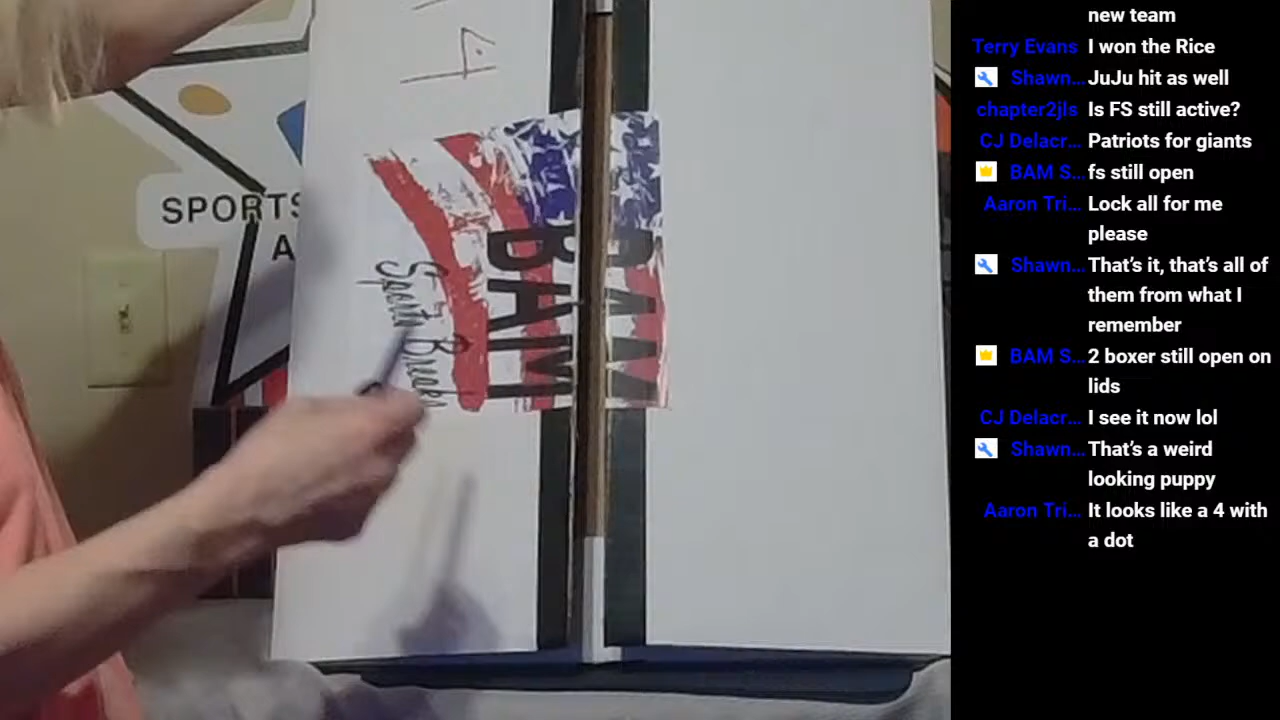 14
SPORTS
A
BAM
BAM
Sports Breaks
new team
Terry Evans I won the Rice
Shawn... JuJu hit as well
chapter2jls Is FS still active?
CJ Delacr... Patriots for giants
BAM S... fs still open
Aaron Tri... Lock all for me
please
Shawn... That's it, that's all of
them from what I
remember
BAM S... 2 boxer still open on
lids
CJ Delacr... I see it now lol
Shawn... That's a weird
looking puppy
Aaron Tri... It looks like a 4 with
a dot